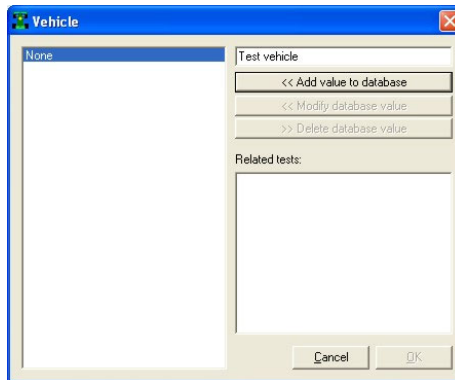 Vehicle
None
Test vehicle
<< Add value to database
<< Modify database value
>> Delete database value
Related tests:
Cancel
OK